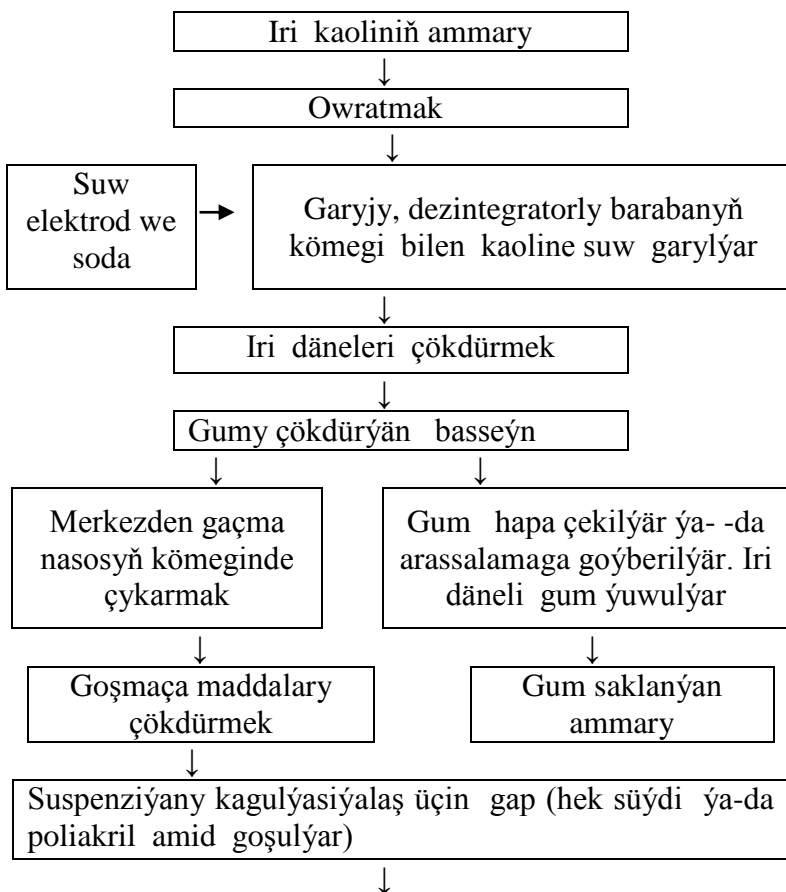 Iri kaoliniň ammary
↓
Owratmak
↓
Suw
elektrod we
soda
→
Garyjy, dezintegratorly barabanyň
kömegi bilen kaoline suw garylýar
↓
Iri däneleri çökdürmek
↓
Gumy çökdürýän basseýn
↓ ↓
Merkezden gaçma
nasosyň kömeginde
çykarmak
Gum hapa çekilýär ýa- -da
arassalamaga goýberilýär. Iri
däneli gum ýuwulýar
↓ ↓
Goşmaça maddalary
çökdürmek
Gum saklanýan
ammary
↓
Suspenziýany kagulýasiýalaş üçin gap (hek süýdi ýa-da
poliakril amid goşulýar)
↓